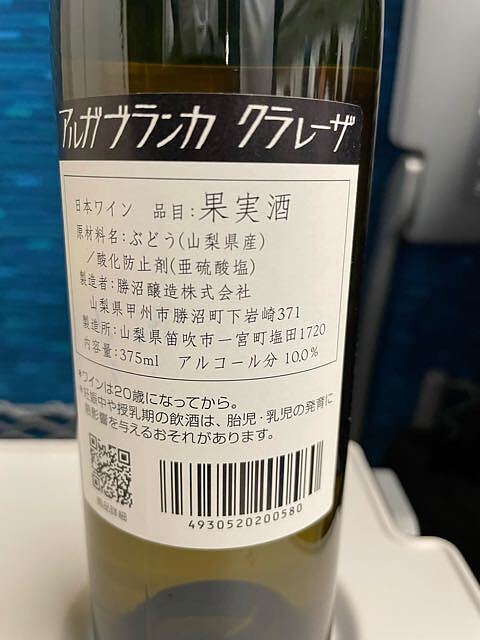 アルガブランカ クラレーザ
日本ワイン 品目：果実酒
原材料名：ぶどう(山梨県産)
／酸化防止剤(亜硫酸塩)
製造者：勝沼醸造株式会社
山梨県甲州市勝沼町下岩崎371
製造所：山梨県笛吹市一宮町塩田1720
内容量：375ml アルコール分 10.0%
*ワインは20歳になってから。
*妊娠中や授乳期の飲酒は、胎児・乳児の発育に
悪影響を与えるおそれがあります。
商品詳細
4930520200580